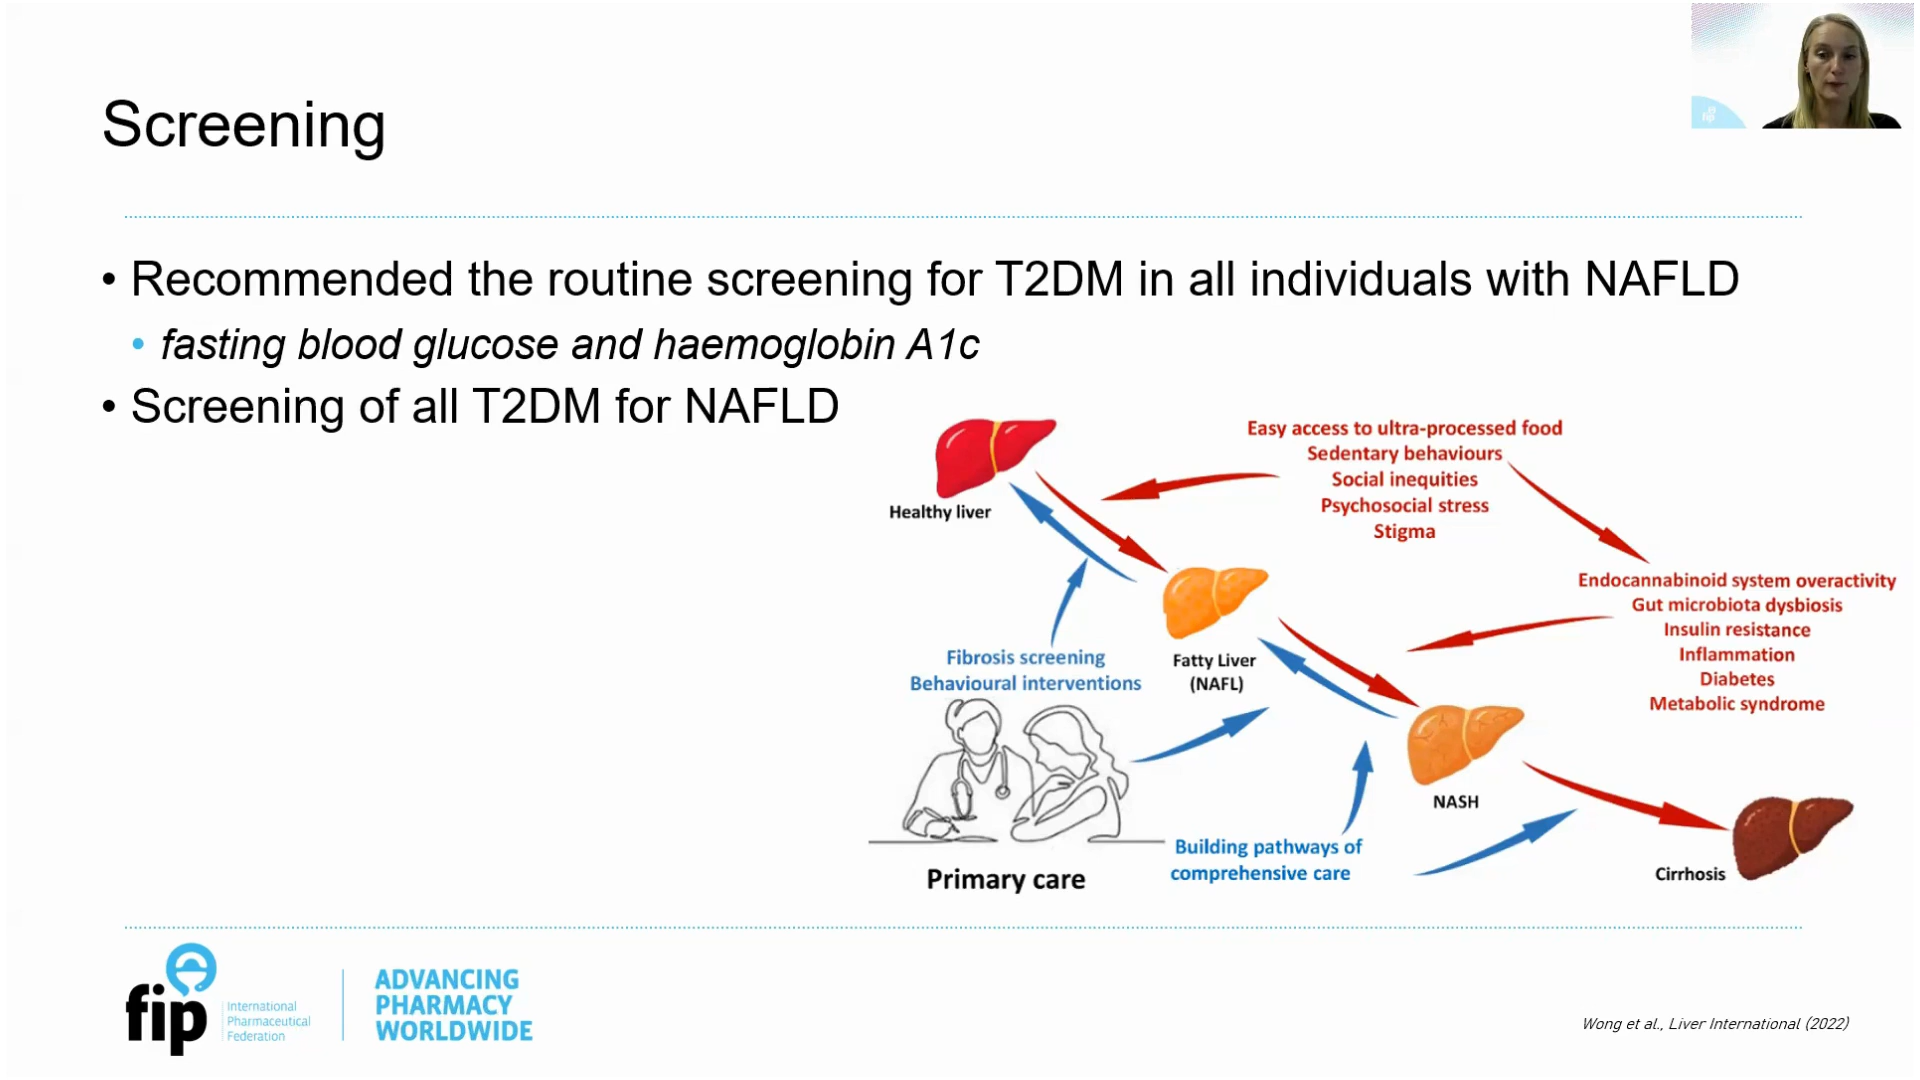 Screening
• Recommended the routine screening for T2DM in all individuals with NAFLD
• fasting blood glucose and haemoglobin A1c
• Screening of all T2DM for NAFLD
Easy access to ultra-processed food
Sedentary behaviours
Social inequities
Psychosocial stress
Stigma
Healthy liver
Endocannabinoid system overactivity
Gut microbiota dysbiosis
Insulin resistance
Inflammation
Diabetes
Metabolic syndrome
Fibrosis screening
Behavioural interventions
Fatty Liver
(NAFL)
NASH
Building pathways of
comprehensive care
Primary care
Cirrhosis
fip
International
Pharmaceutical
Federation
ADVANCING
PHARMACY
WORLDWIDE
Wong et al., Liver International (2022)
fip